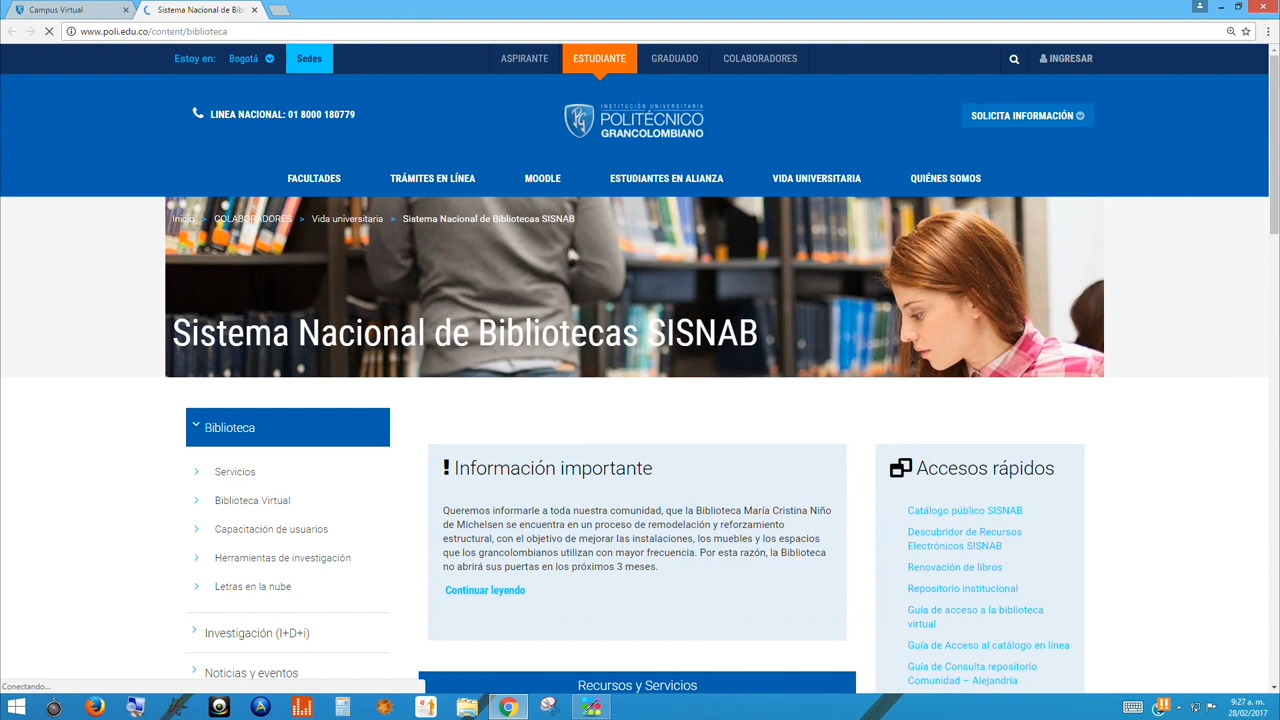 Campus Virtual
Sistema Nacional de Bibl
www.poli.edu.co/content/biblioteca
Estoy en: Bogotá Sedes
ASPIRANTE ESTUDIANTE GRADUADO COLABORADORES
INGRESAR
LINEA NACIONAL: 01 8000 180779
INSTITUCIÓN UNIVERSITARIA
POLITÉCNICO
GRANCOLOMBIANO
SOLICITA INFORMACIÓN
FACULTADES TRÁMITES EN LÍNEA MOODLE ESTUDIANTES EN ALIANZA VIDA UNIVERSITARIA QUIÉNES SOMOS
Inicio > COLABORADORES > Vida universitaria > Sistema Nacional de Bibliotecas SISNAB
Sistema Nacional de Bibliotecas SISNAB
Biblioteca
Servicios
Biblioteca Virtual
Capacitación de usuarios
Herramientas de investigación
Letras en la nube
Investigación (I+D+i)
Noticias y eventos
Información importante
Queremos informarle a toda nuestra comunidad, que la Biblioteca María Cristina Niño
de Michelsen se encuentra en un proceso de remodelación y reforzamiento
estructural, con el objetivo de mejorar las instalaciones, los muebles y los espacios
que los grancolombianos utilizan con mayor frecuencia. Por esta razón, la Biblioteca
no abrirá sus puertas en los próximos 3 meses.
Continuar leyendo
Recursos y Servicios
Accesos rápidos
Catálogo público SISNAB
Descubridor de Recursos
Electrónicos SISNAB
Renovación de libros
Repositorio institucional
Guía de acceso a la biblioteca
virtual
Guía de Acceso al catálogo en línea
Guía de Consulta repositorio
Comunidad – Alejandría
Conectando...
9:27 a. m.
28/02/2017